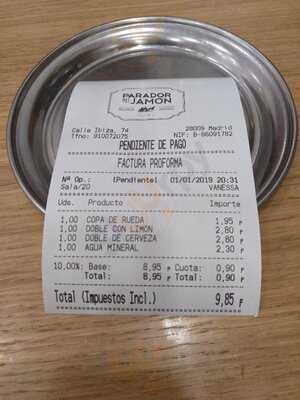 PARADOR
DEL
JAMÓN
Calle Ibiza, 74 28009 Madrid
Tfno: 910072075 NIF: B-86091782
PENDIENTE DE PAGO
FACTURA PROFORMA
Nº Op.: (Pendiente) 01/01/2019 20:31
Sala/20 VANESSA
Uds. Producto Importe
1,00 COPA DE RUEDA 1,95 P
1,00 DOBLE CON LIMON 2,80 P
1,00 DOBLE DE CERVEZA 2,80 P
1,00 AGUA MINERAL 2,30 P
10,00% Base: 8,95 P Cuota: 0,90 P
Total: 8,95 P Total: 0,90 P
Total (Impuestos Incl.) 9,85 P